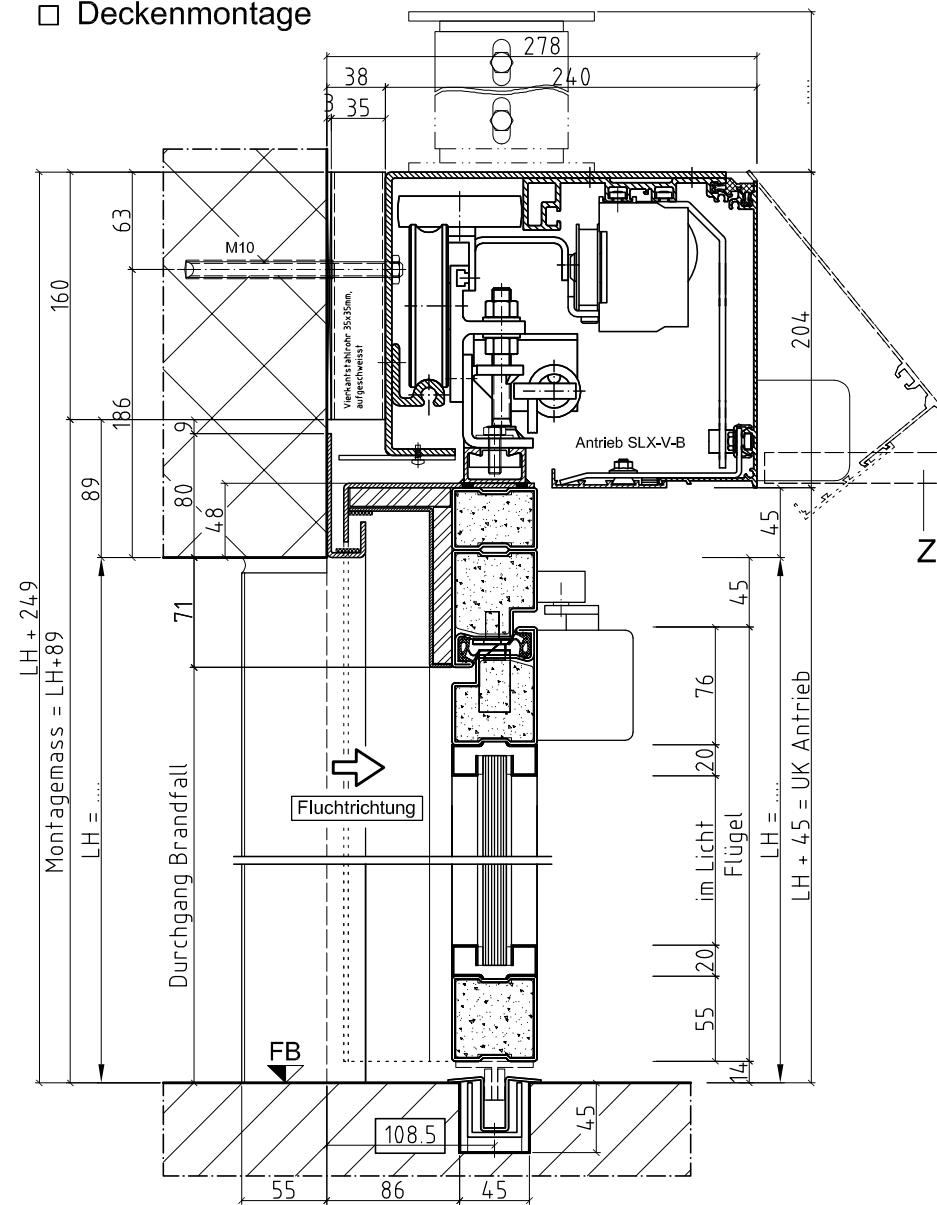 □ Deckenmontage
278
38
240
3
35
.....
63
M10
160
Vierkantstahlrohr 35x35mm,
aufgeschweisst
204
186
9
Antrieb SLX-V-B
89
80
48
45
Z
LH + 249
71
45
Montagemass = LH+89
LH = .....
Durchgang Brandfall
76
20
Fluchtrichtung
im Licht
Flügel
LH = .....
LH + 45 = UK Antrieb
20
55
FB
14
108.5
45
55
86
45